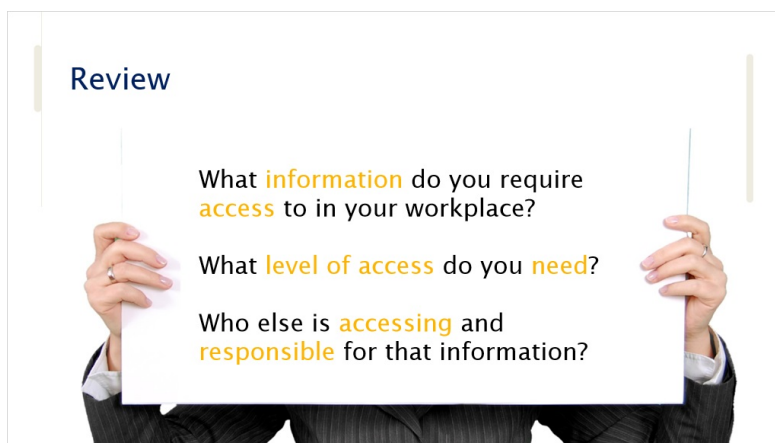 Review
What information do you require
access to in your workplace?
What level of access do you need?
Who else is accessing and
responsible for that information?